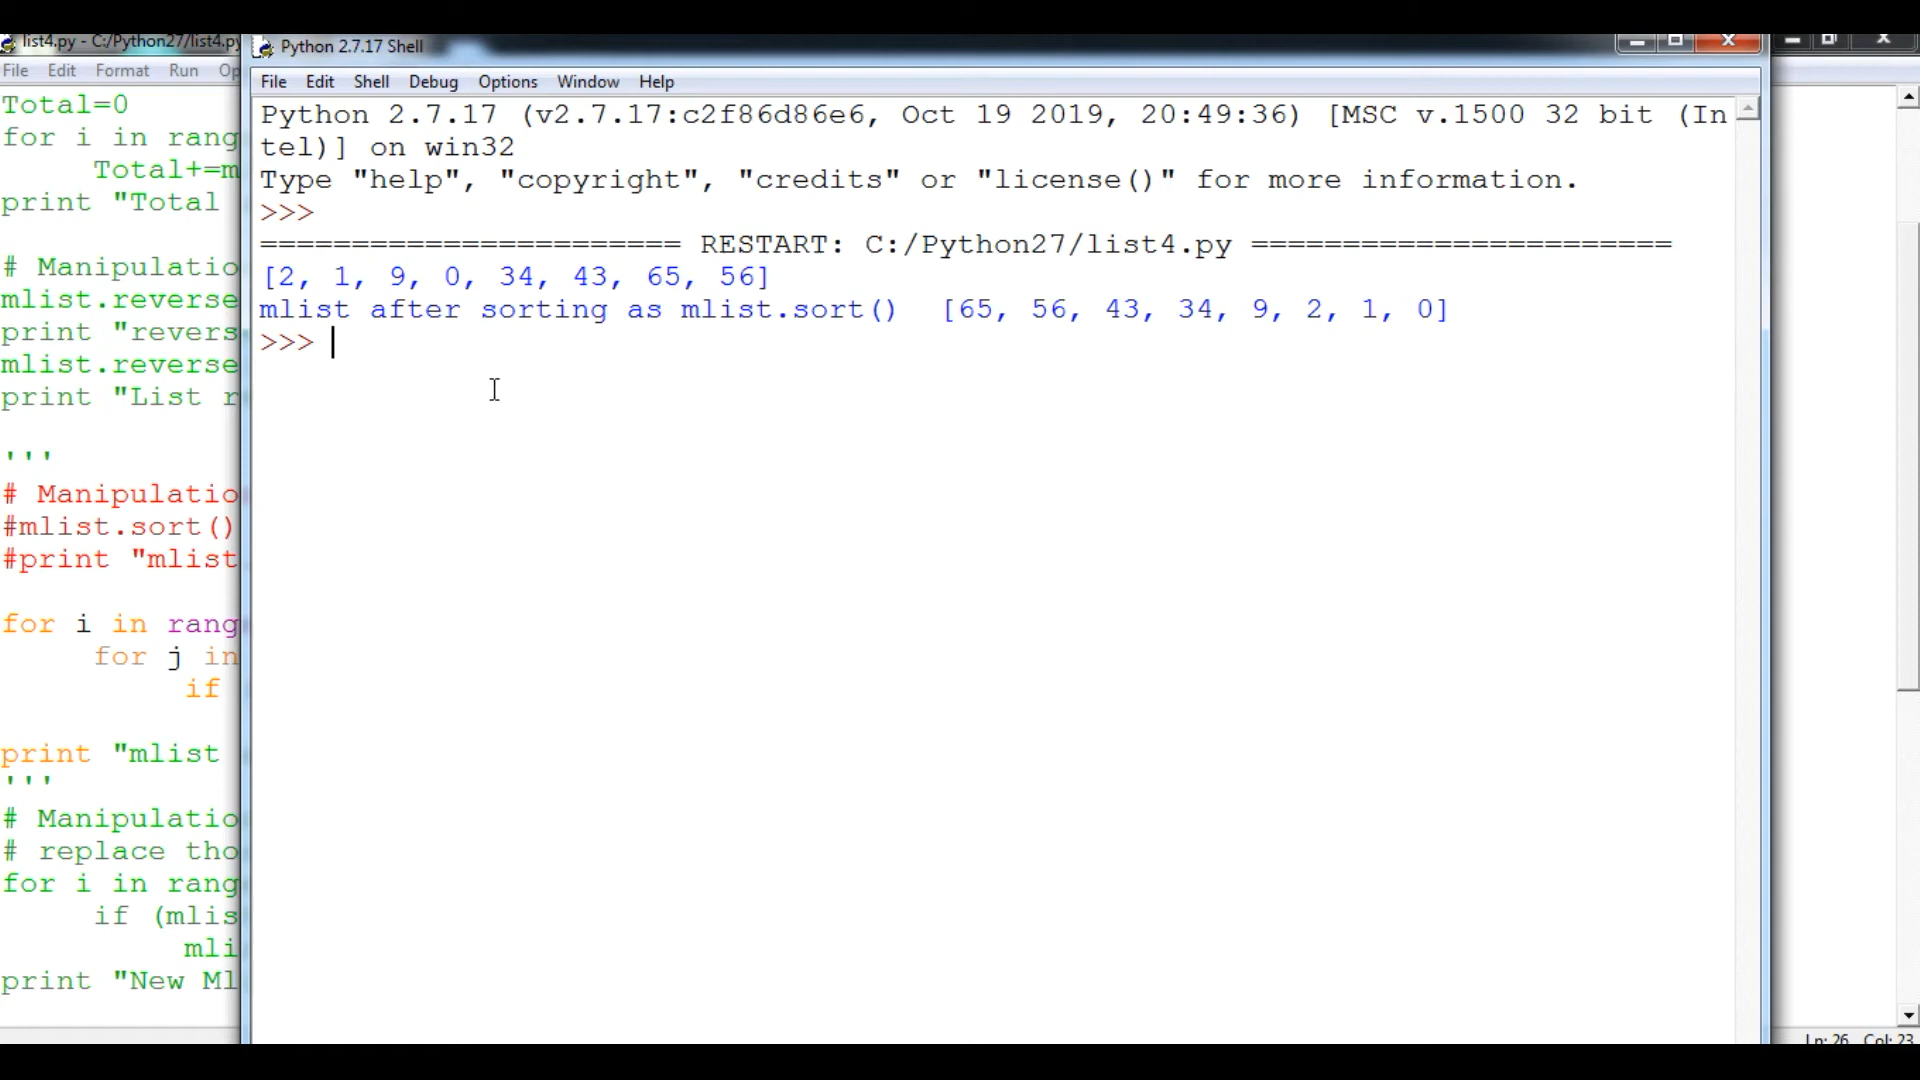 list4.py - C:/Python27/list4.py
File Edit Format Run Op
Total=0
for i in rang
Total+=m
print "Total
# Manipulatio
mlist.reverse
print "revers
mlist.reverse
print "List r
'''
# Manipulatio
#mlist.sort()
#print "mlist
for i in rang
for j in
if
print "mlist
'''
# Manipulatio
# replace tho
for i in rang
if (mlis
mli
print "New Ml
Python 2.7.17 Shell
File Edit Shell Debug Options Window Help
Python 2.7.17 (v2.7.17:c2f86d86e6, Oct 19 2019, 20:49:36) [MSC v.1500 32 bit (In
tel)] on win32
Type "help", "copyright", "credits" or "license()" for more information.
>>>
======================= RESTART: C:/Python27/list4.py =======================
[2, 1, 9, 0, 34, 43, 65, 56]
mlist after sorting as mlist.sort()  [65, 56, 43, 34, 9, 2, 1, 0]
>>>
Ln: 26 Col: 23